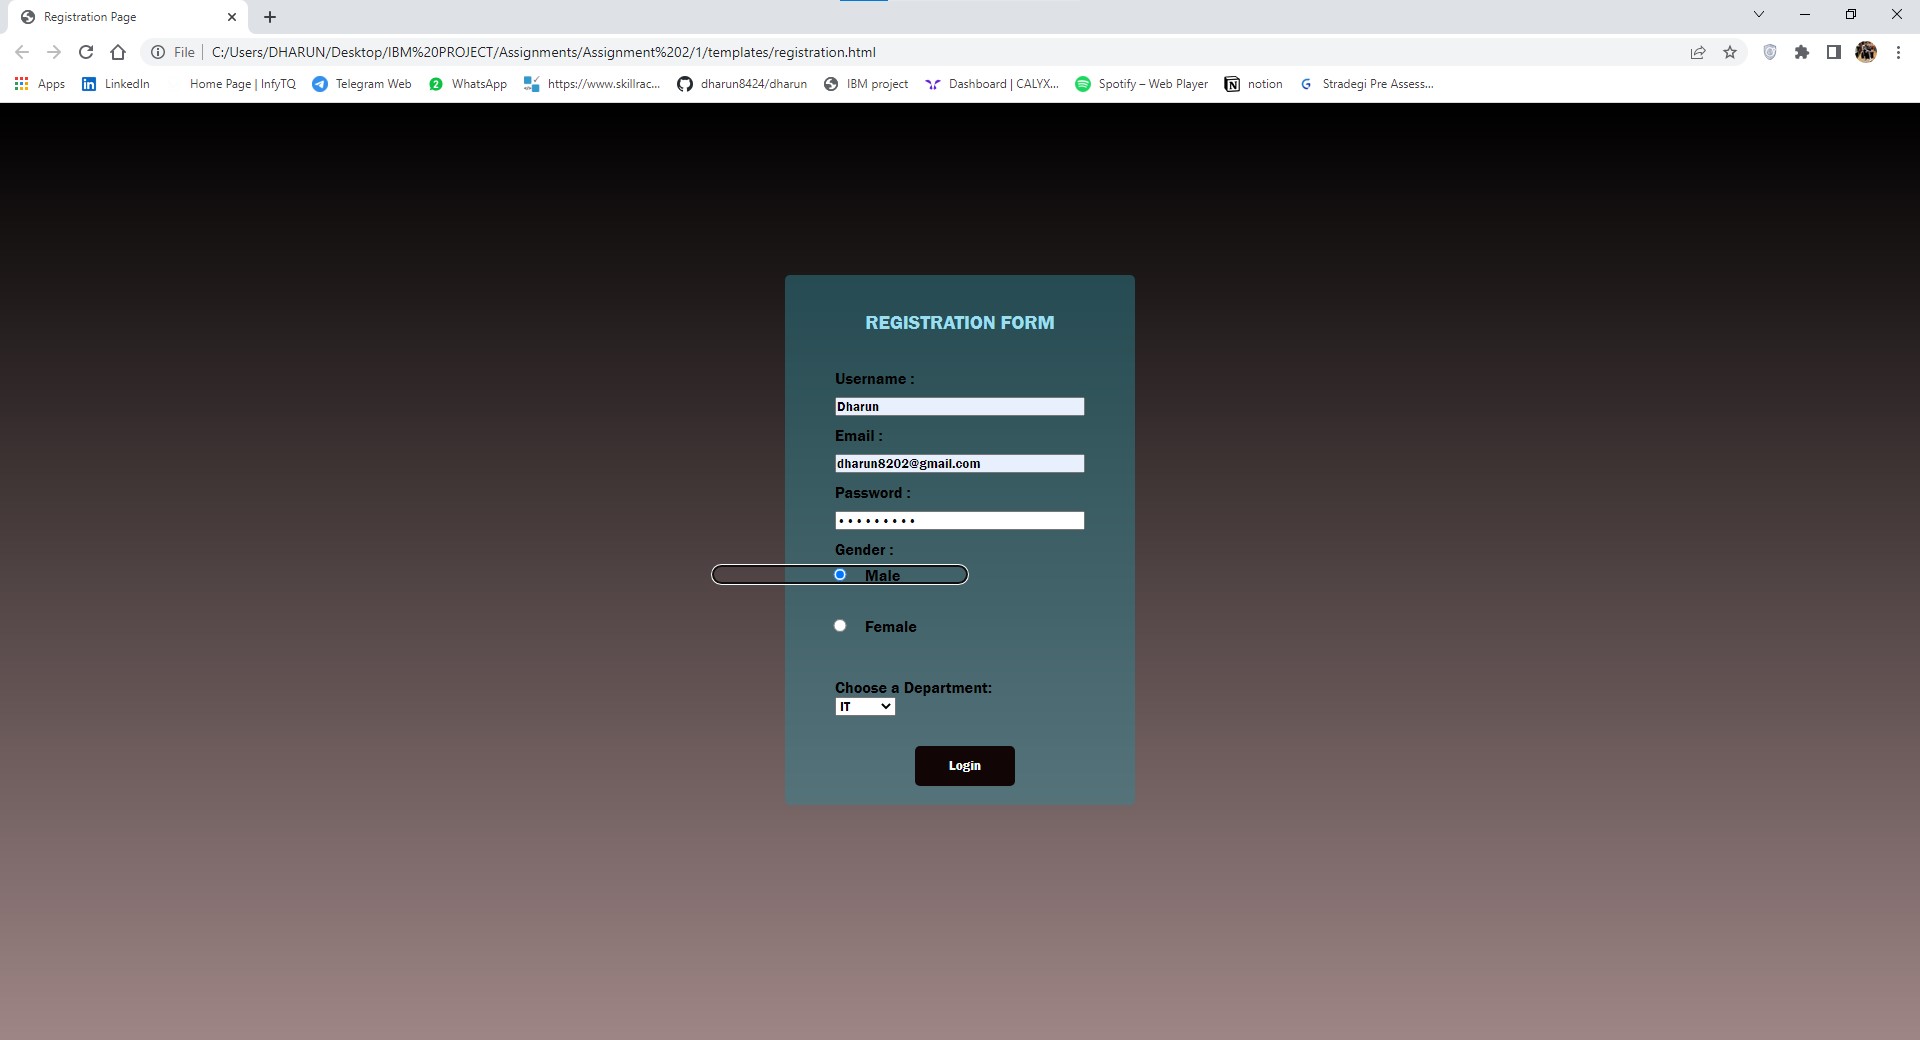 Registration Page
File
C:/Users/DHARUN/Desktop/IBM%20PROJECT/Assignments/Assignment%202/1/templates/registration.html
Apps LinkedIn Home Page | InfyTQ Telegram Web WhatsApp https://www.skillrac... dharun8424/dharun IBM project Dashboard | CALYX... Spotify – Web Player notion Stradegi Pre Assess...
REGISTRATION FORM
Username :
Dharun
Email :
dharun8202@gmail.com
Password :
•••••••••
Gender :
Male
Female
Choose a Department:
IT
Login